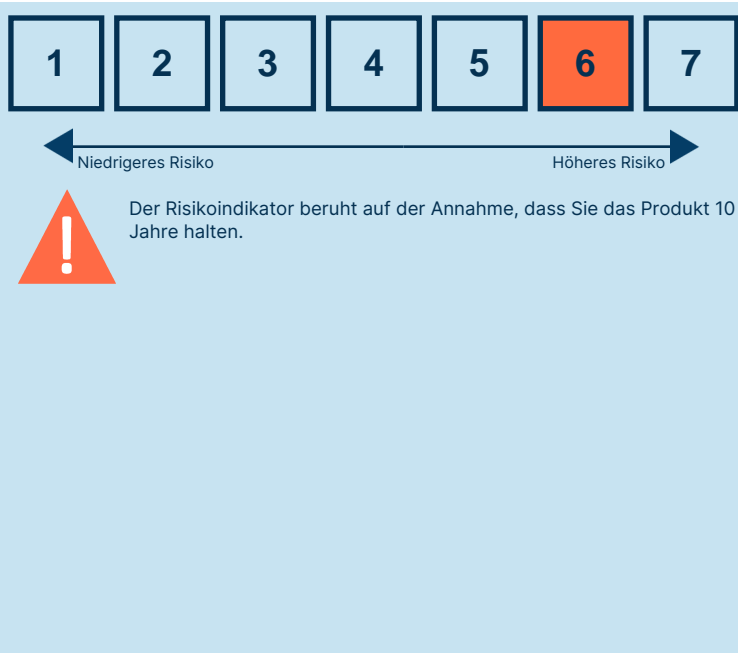 1 2 3 4 5 6 7
Niedrigeres Risiko Höheres Risiko
!
Der Risikoindikator beruht auf der Annahme, dass Sie das Produkt 10
Jahre halten.